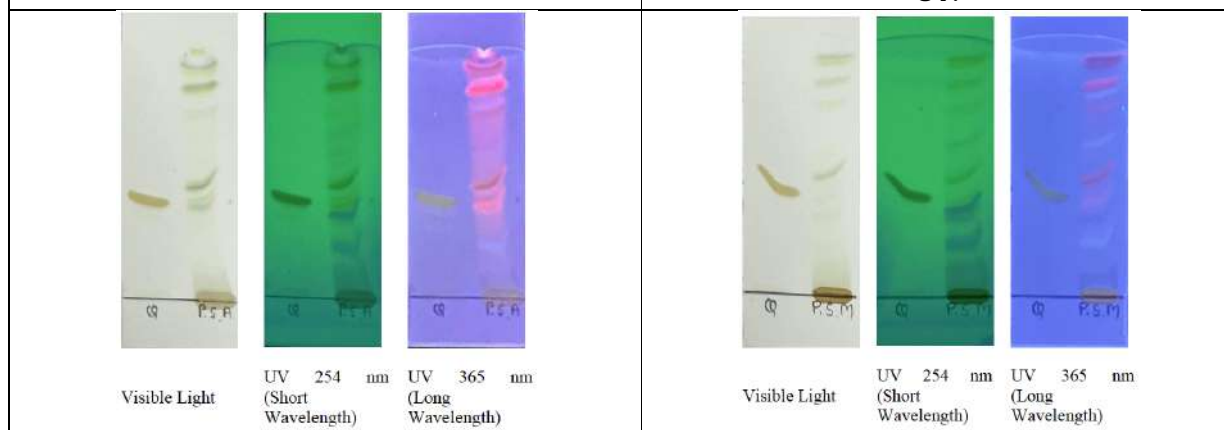 Q P.S.A
Q P.S.A
Q P.S.A
Q P.S.M
Q P.S.M
Q P.S.M
Visible Light
UV 254 nm
(Short
Wavelength)
UV 365 nm
(Long
Wavelength)
Visible Light
UV 254 nm
(Short
Wavelength)
UV 365 nm
(Long
Wavelength)